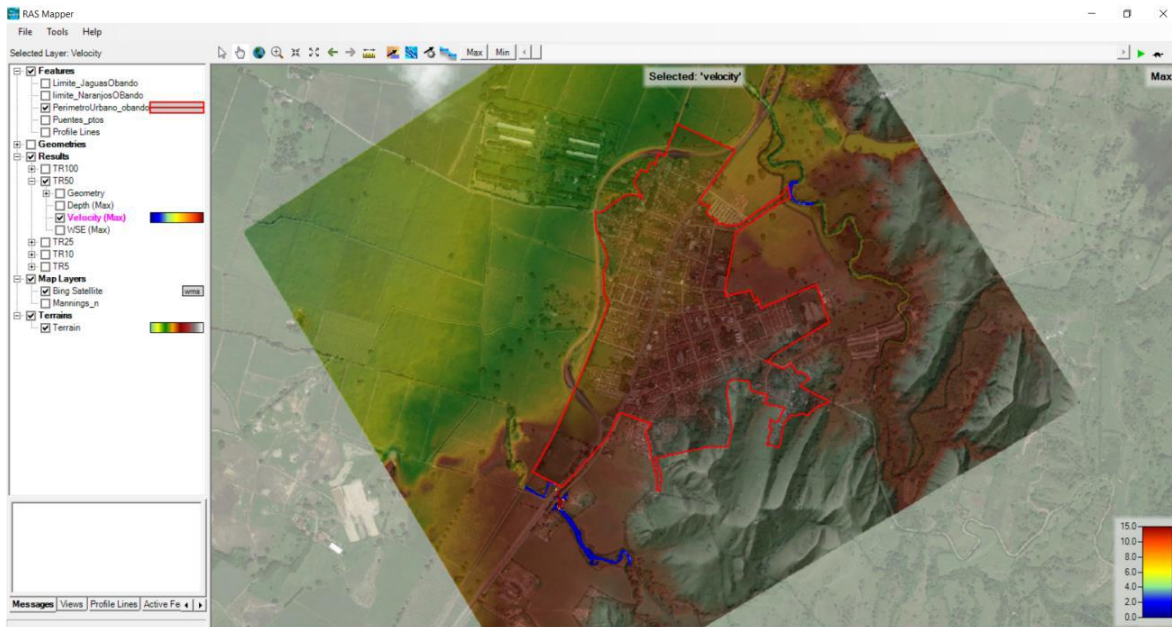 RAS Mapper
File Tools Help
Selected Layer: Velocity
Max Min
Features
Limite_JaguasObando
limite_NaranjosOBando
PerimetroUrbano_obando
Puentes_ptos
Profile Lines
Geometries
Results
TR100
TR50
Geometry
Depth (Max)
Velocity (Max)
WSE (Max)
TR25
TR10
TR5
Map Layers
Bing Satellite wms
Mannings_n
Terrains
Terrain
Selected: 'velocity'
Max
15.0
10.0
8.0
6.0
4.0
2.0
0.0
Messages Views Profile Lines Active Fe